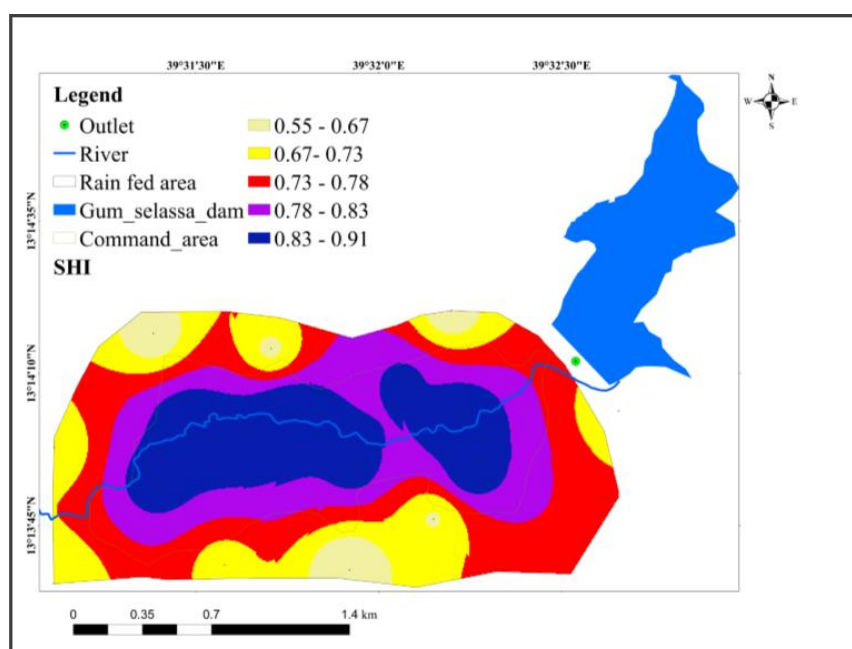 39°31'30"E 39°32'0"E 39°32'30"E
N
W E
S
Legend
Outlet
River
Rain fed area
Gum_selassa_dam
Command_area
SHI
0.55 - 0.67
0.67- 0.73
0.73 - 0.78
0.78 - 0.83
0.83 - 0.91
13°14'45"N
13°14'10"N
13°13'45"N
0 0.35 0.7 1.4 km